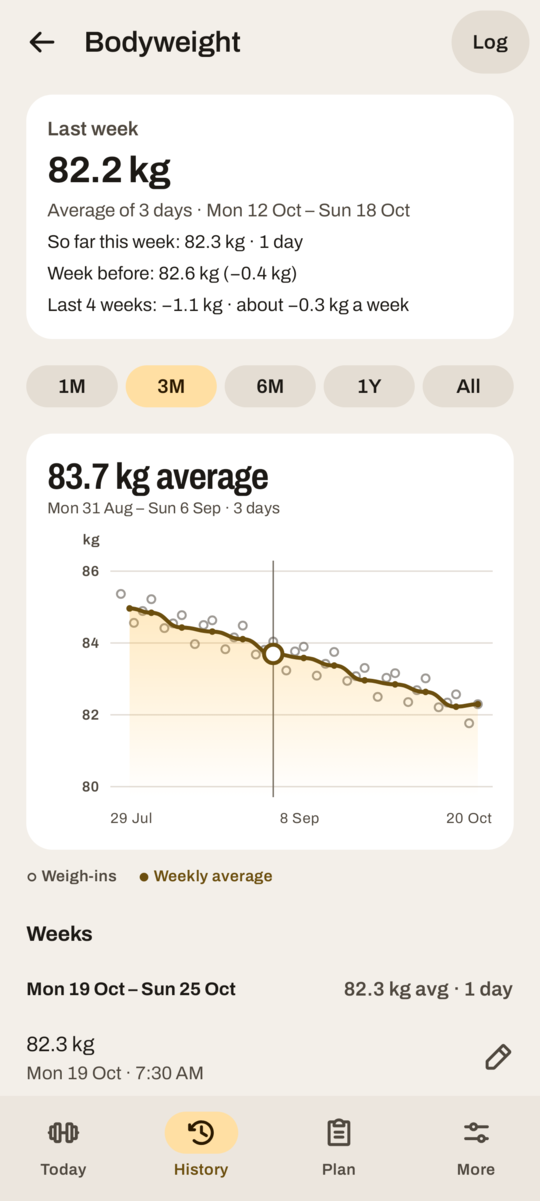 Bodyweight
Log
Last week
82.2 kg
Average of 3 days · Mon 12 Oct – Sun 18 Oct
So far this week: 82.3 kg · 1 day
Week before: 82.6 kg (−0.4 kg)
Last 4 weeks: −1.1 kg · about −0.3 kg a week
1M
3M
6M
1Y
All
83.7 kg average
Mon 31 Aug – Sun 6 Sep · 3 days
kg
86
84
82
80
29 Jul
8 Sep
20 Oct
Weigh-ins
Weekly average
Weeks
Mon 19 Oct – Sun 25 Oct
82.3 kg avg · 1 day
82.3 kg
Mon 19 Oct · 7:30 AM
Today
History
Plan
More